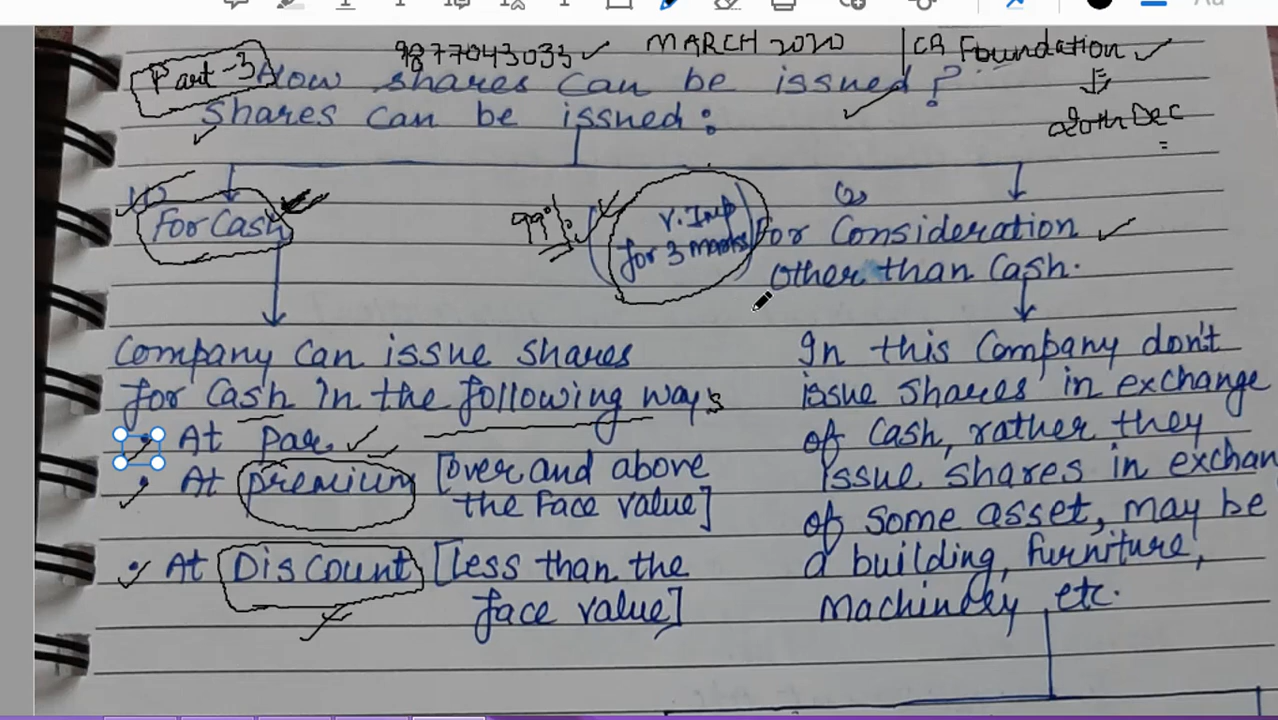 9877043033 MARCH 2020 CA Foundation
Part-3 How shares can be issued?
Shares can be issued:
20th Dec
(1) (2)
For Cash
99%.
V. Imp
for 3 marks
For Consideration
Other than Cash.
Company Can issue shares
for Cash in the following ways
• At Par
• At premium [over and above
the Face value]
• At Discount [Less than the
face value]
In this Company don't
issue shares in exchange
of Cash, rather they
issue shares in exchan
of some asset, may be
a building, furniture,
Machinery etc.